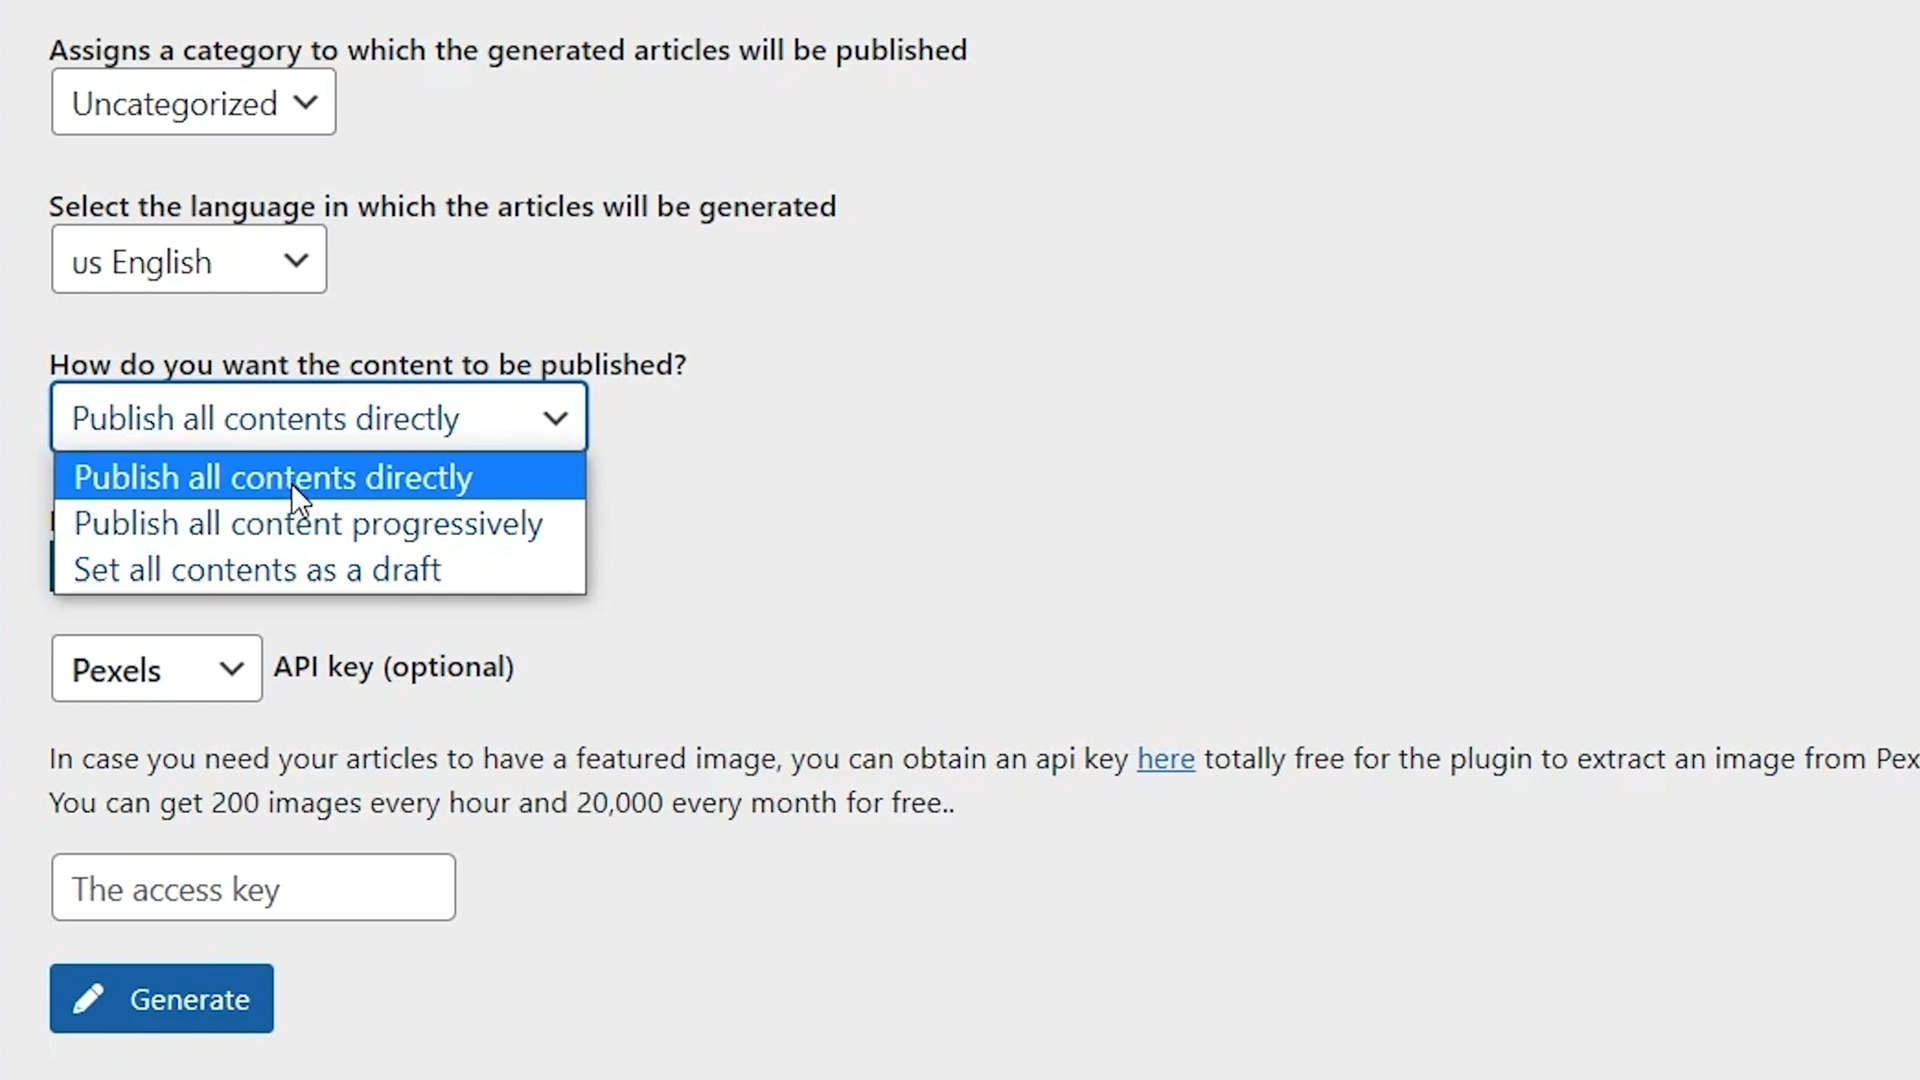 Assigns a category to which the generated articles will be published
Uncategorized
Select the language in which the articles will be generated
us English
How do you want the content to be published?
Publish all contents directly
Publish all contents directly
Publish all content progressively
Set all contents as a draft
Pexels API key (optional)
In case you need your articles to have a featured image, you can obtain an api key here totally free for the plugin to extract an image from
You can get 200 images every hour and 20,000 every month for free..
The access key
Generate